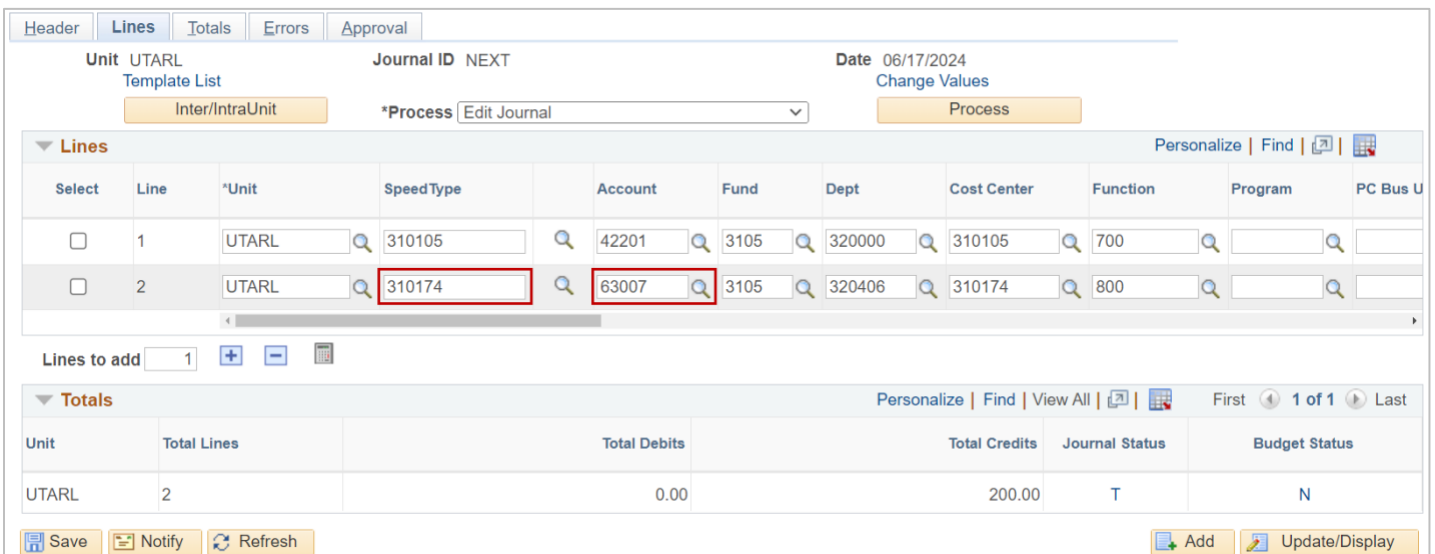 Header Lines Totals Errors Approval
Unit UTARL Journal ID NEXT Date 06/17/2024
Template List Change Values
Inter/IntraUnit *Process Edit Journal Process
Lines Personalize | Find |
Select Line *Unit SpeedType Account Fund Dept Cost Center Function Program PC Bus U
1 UTARL 310105 42201 3105 320000 310105 700
2 UTARL 310174 63007 3105 320406 310174 800
Lines to add 1
Totals Personalize | Find | View All | First 1 of 1 Last
Unit Total Lines Total Debits Total Credits Journal Status Budget Status
UTARL 2 0.00 200.00 T N
Save Notify Refresh Add Update/Display